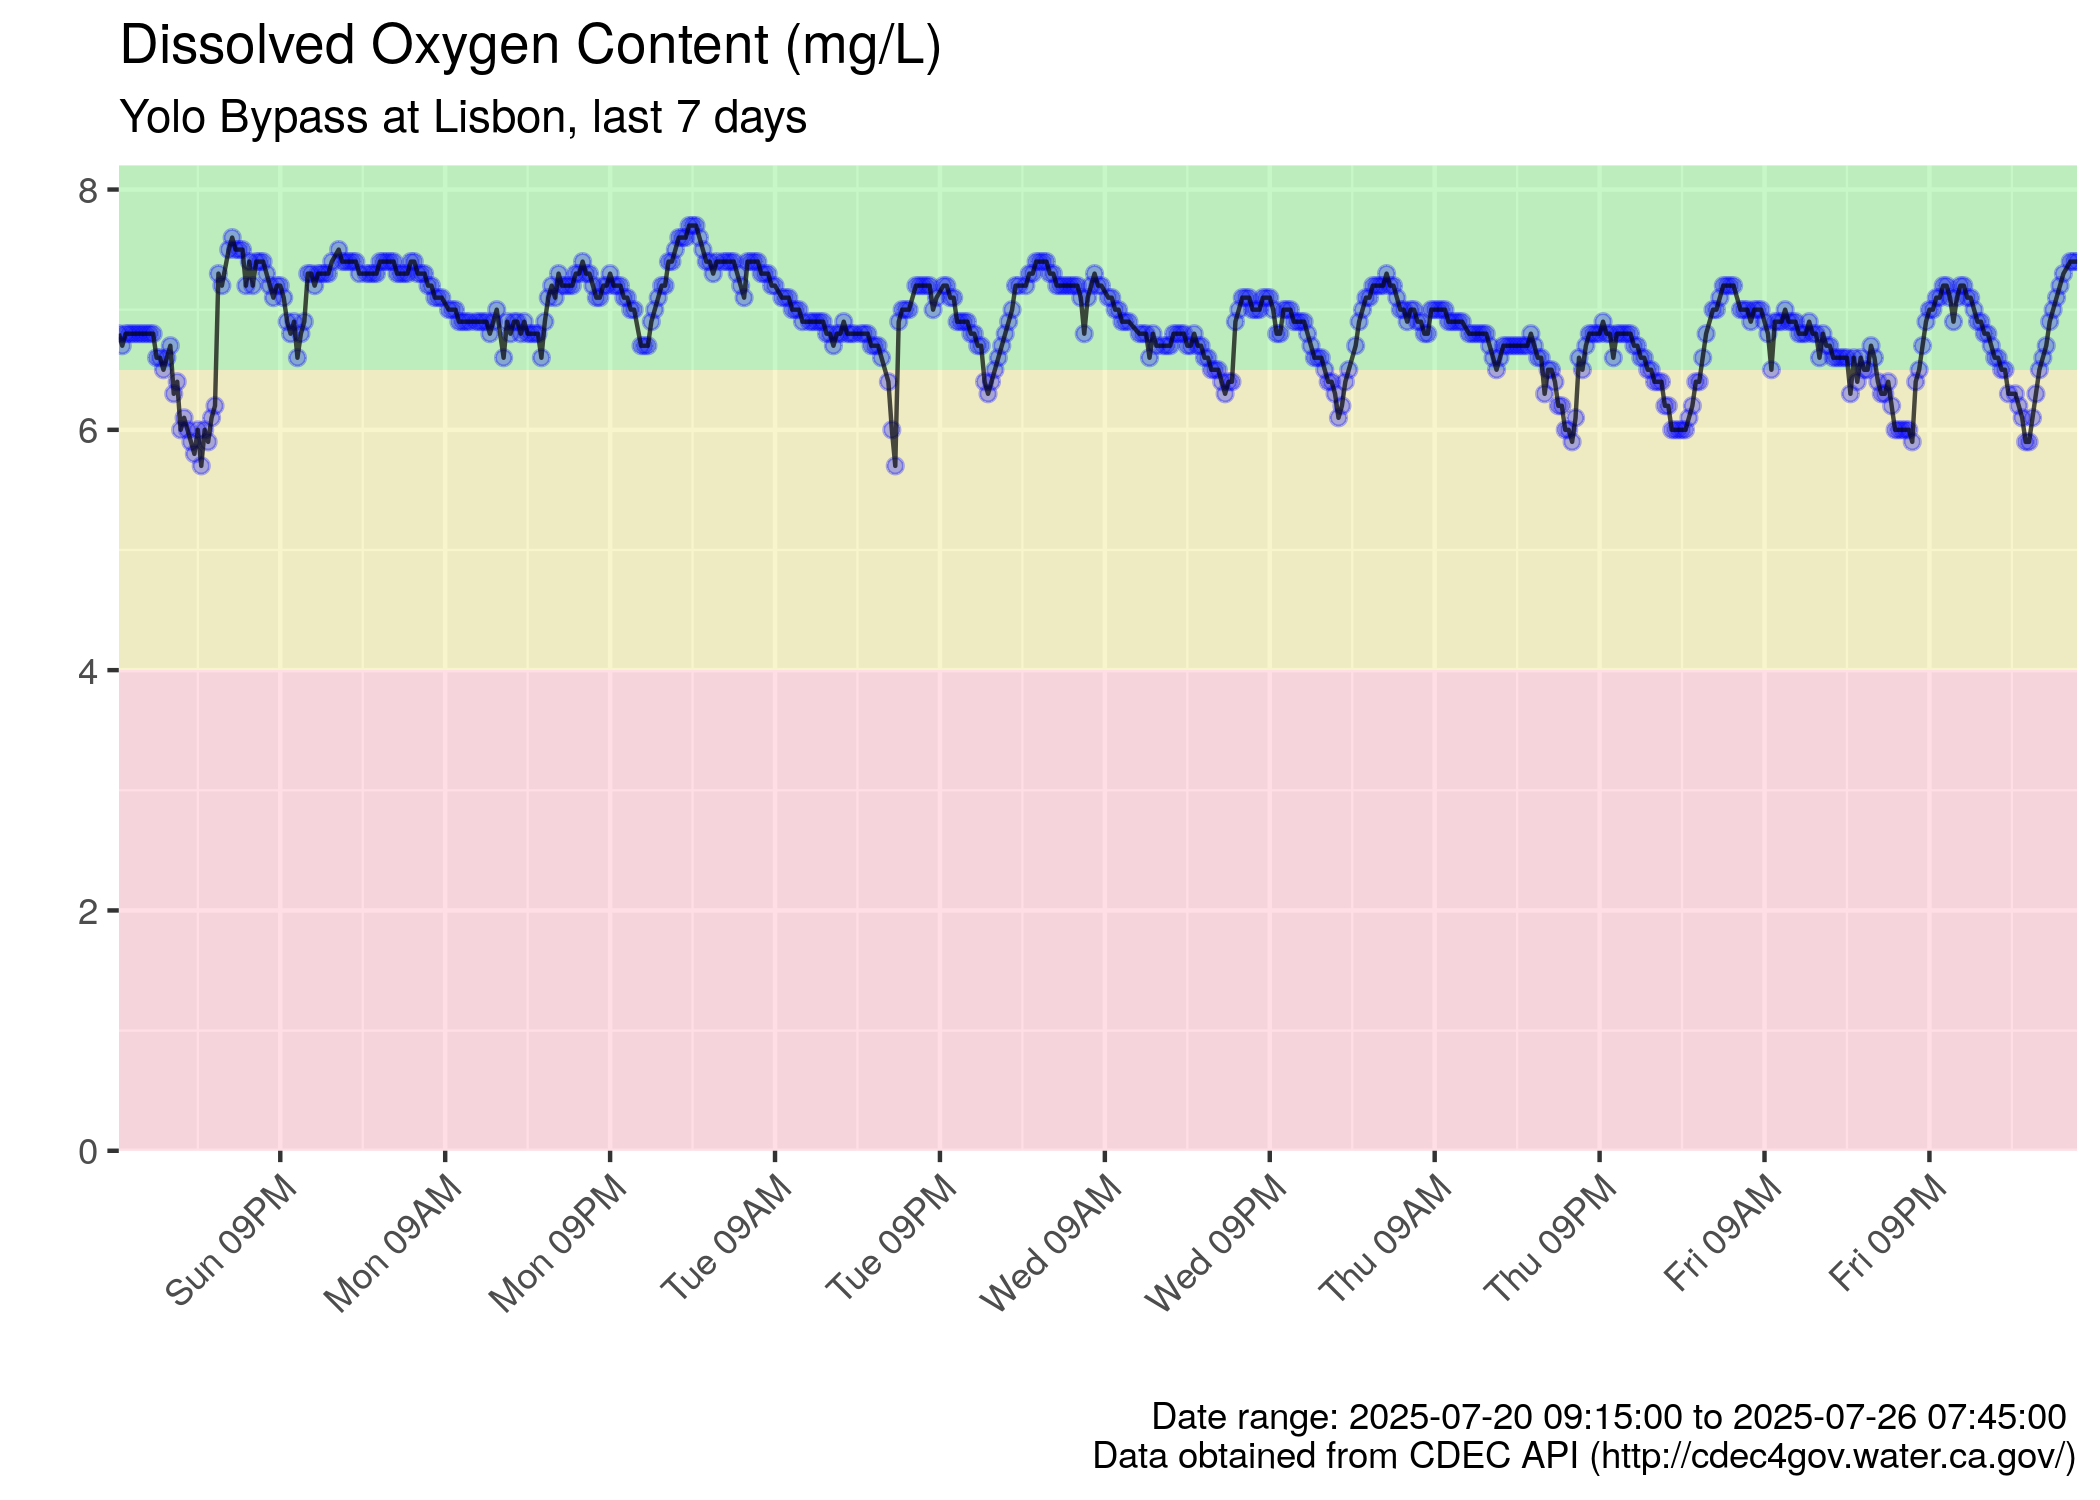 Dissolved Oxygen Content (mg/L)
Yolo Bypass at Lisbon, last 7 days
8
6
4
2
0
Sun 09PM
Mon 09AM
Mon 09PM
Tue 09AM
Tue 09PM
Wed 09AM
Wed 09PM
Thu 09AM
Thu 09PM
Fri 09AM
Fri 09PM
Date range: 2025-07-20 09:15:00 to 2025-07-26 07:45:00
Data obtained from CDEC API (http://cdec4gov.water.ca.gov/)